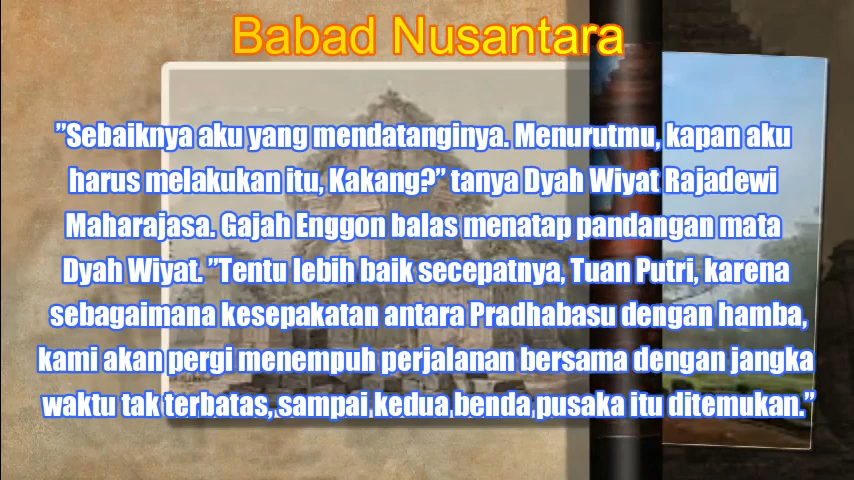 Babad Nusantara
”Sebaiknya aku yang mendatanginya. Menurutmu, kapan aku
harus melakukan itu, Kakang?” tanya Dyah Wiyat Rajadewi
Maharajasa. Gajah Enggon balas menatap pandangan mata
Dyah Wiyat. ”Tentu lebih baik secepatnya, Tuan Putri, karena
sebagaimana kesepakatan antara Pradhabasu dengan hamba,
kami akan pergi menempuh perjalanan bersama dengan jangka
waktu tak terbatas, sampai kedua benda pusaka itu ditemukan.”